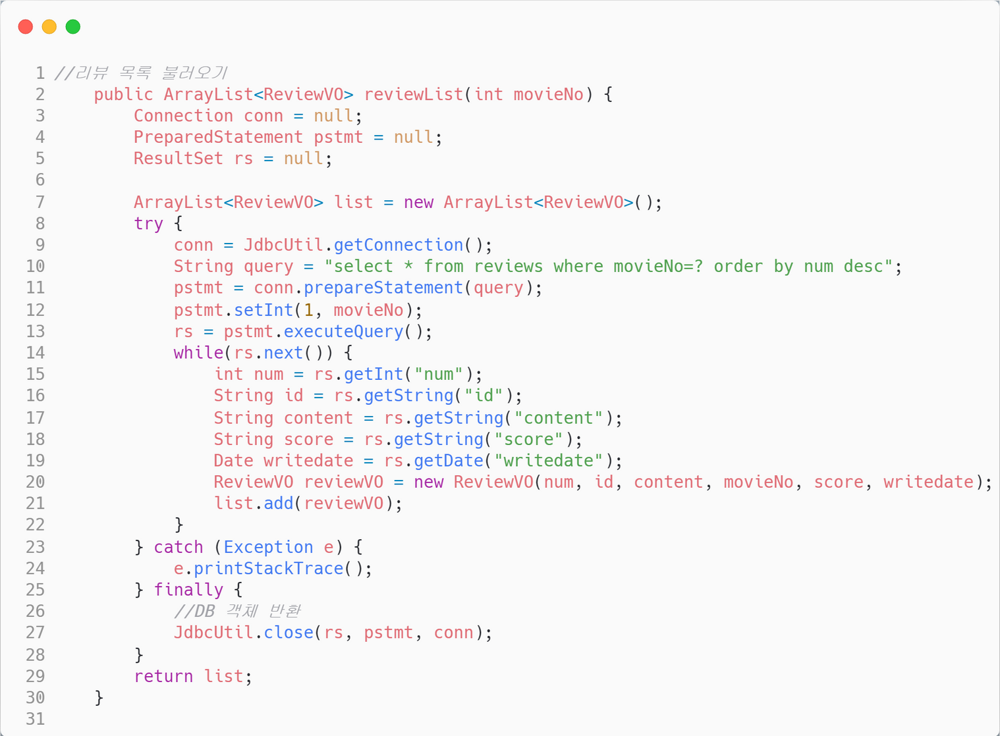 1 //리뷰 목록 불러오기
2     public ArrayList<ReviewVO> reviewList(int movieNo) {
3         Connection conn = null;
4         PreparedStatement pstmt = null;
5         ResultSet rs = null;
6
7         ArrayList<ReviewVO> list = new ArrayList<ReviewVO>();
8         try {
9             conn = JdbcUtil.getConnection();
10             String query = "select * from reviews where movieNo=? order by num desc";
11             pstmt = conn.prepareStatement(query);
12             pstmt.setInt(1, movieNo);
13             rs = pstmt.executeQuery();
14             while(rs.next()) {
15                 int num = rs.getInt("num");
16                 String id = rs.getString("id");
17                 String content = rs.getString("content");
18                 String score = rs.getString("score");
19                 Date writedate = rs.getDate("writedate");
20                 ReviewVO reviewVO = new ReviewVO(num, id, content, movieNo, score, writedate);
21                 list.add(reviewVO);
22             }
23         } catch (Exception e) {
24             e.printStackTrace();
25         } finally {
26             //DB 객체 반환
27             JdbcUtil.close(rs, pstmt, conn);
28         }
29         return list;
30     }
31